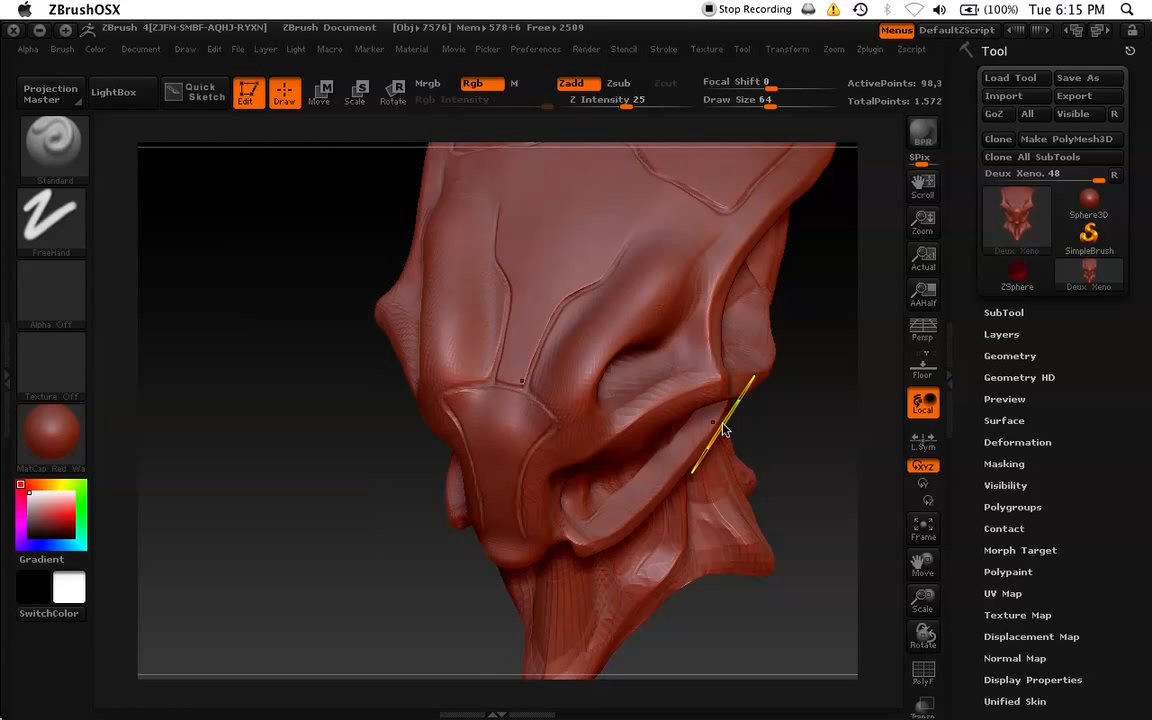 ZBrushOSX
Stop Recording
(100%)
Tue 6:15 PM
ZBrush 4[ZJFM-SMBF-AQHJ-RYXN]
ZBrush Document
[Obj▸7576] Mem▸578+6 Free▸2509
Menus
DefaultZScript
Alpha Brush Color Document Draw Edit File Layer Light Macro Marker Material Movie Picker Preferences Render Stencil Stroke Texture Tool Transform Zoom Zplugin Zscript
Projection
Master
LightBox
Quick
Sketch
Edit
Draw
Move
Scale
Rotate
Mrgb
Rgb
M
Rgb Intensity
Zadd
Zsub
Zcut
Z Intensity 25
Focal Shift 0
Draw Size 64
ActivePoints: 98,3
TotalPoints: 1.572
Standard
FreeHand
Alpha Off
Texture Off
MatCap Red Wa
Gradient
SwitchColor
BPR
SPix
Scroll
Zoom
Actual
AAHalf
Persp
Floor
Local
L.Sym
XYZ
Frame
Move
Scale
Rotate
PolyF
Transp
Tool
Load Tool
Save As
Import
Export
GoZ
All
Visible
R
Clone
Make PolyMesh3D
Clone All SubTools
Deux Xeno. 48
R
Deux Xeno
Sphere3D
SimpleBrush
ZSphere
Deux Xeno
SubTool
Layers
Geometry
Geometry HD
Preview
Surface
Deformation
Masking
Visibility
Polygroups
Contact
Morph Target
Polypaint
UV Map
Texture Map
Displacement Map
Normal Map
Display Properties
Unified Skin